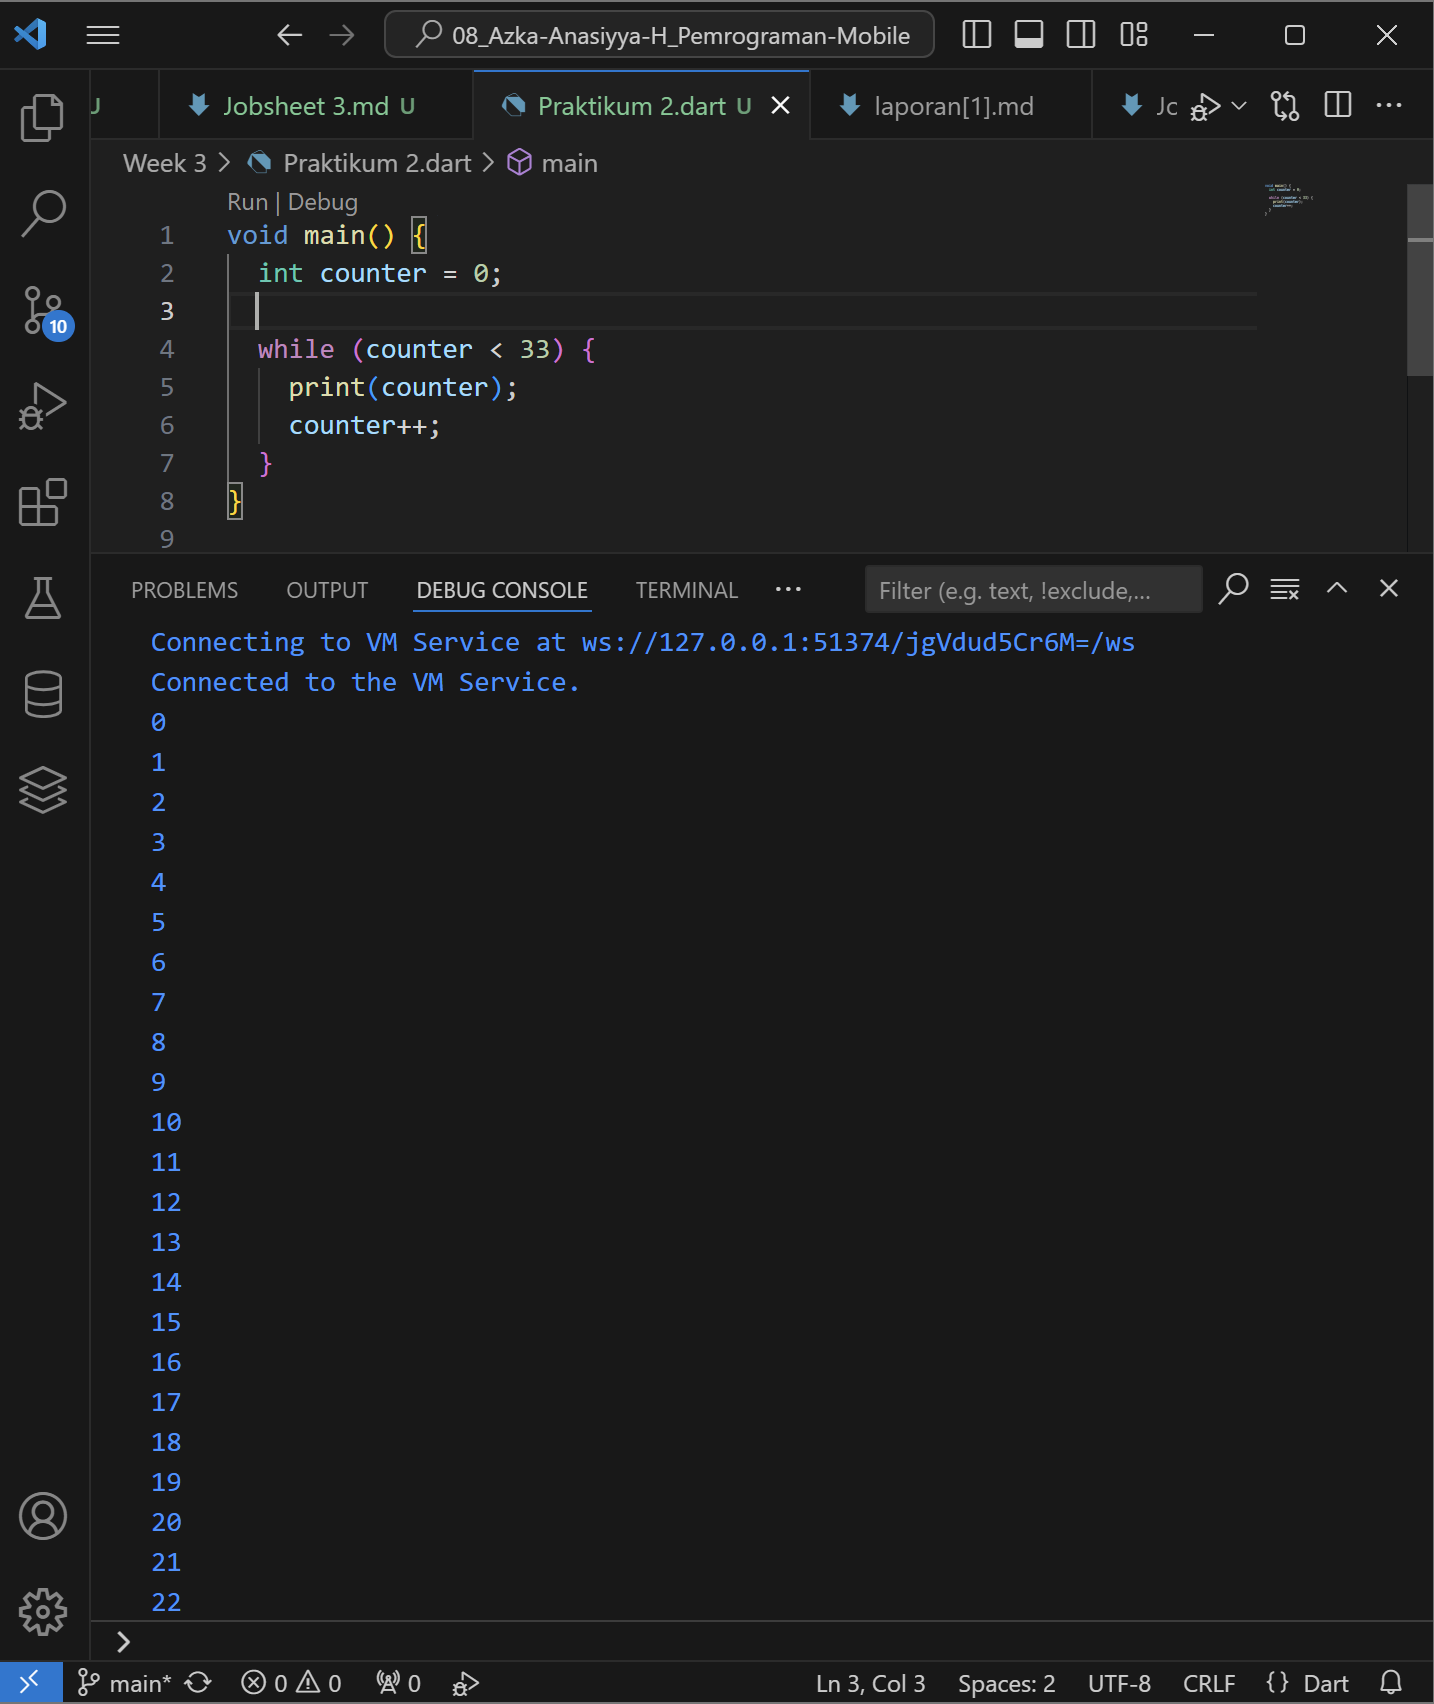 08_Azka-Anasiyya-H_Pemrograman-Mobile
U Jobsheet 3.md U Praktikum 2.dart U laporan[1].md Jc
Week 3 > Praktikum 2.dart > main
Run | Debug
1 void main() {
2 int counter = 0;
3
4 while (counter < 33) {
5 print(counter);
6 counter++;
7 }
8 }
9
10
PROBLEMS OUTPUT DEBUG CONSOLE TERMINAL ··· Filter (e.g. text, !exclude,...
Connecting to VM Service at ws://127.0.0.1:51374/jgVdud5Cr6M=/ws
Connected to the VM Service.
0
1
2
3
4
5
6
7
8
9
10
11
12
13
14
15
16
17
18
19
20
21
22
>
main* 0 0 0 Ln 3, Col 3 Spaces: 2 UTF-8 CRLF {} Dart